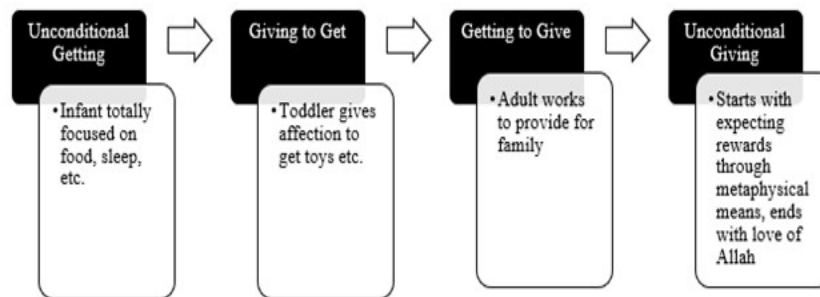 Unconditional
Getting
•Infant totally
focused on
food, sleep,
etc.
Giving to Get
•Toddler gives
affection to
get toys etc.
Getting to Give
•Adult works
to provide for
family
Unconditional
Giving
•Starts with
expecting
rewards
through
metaphysical
means, ends
with love of
Allah